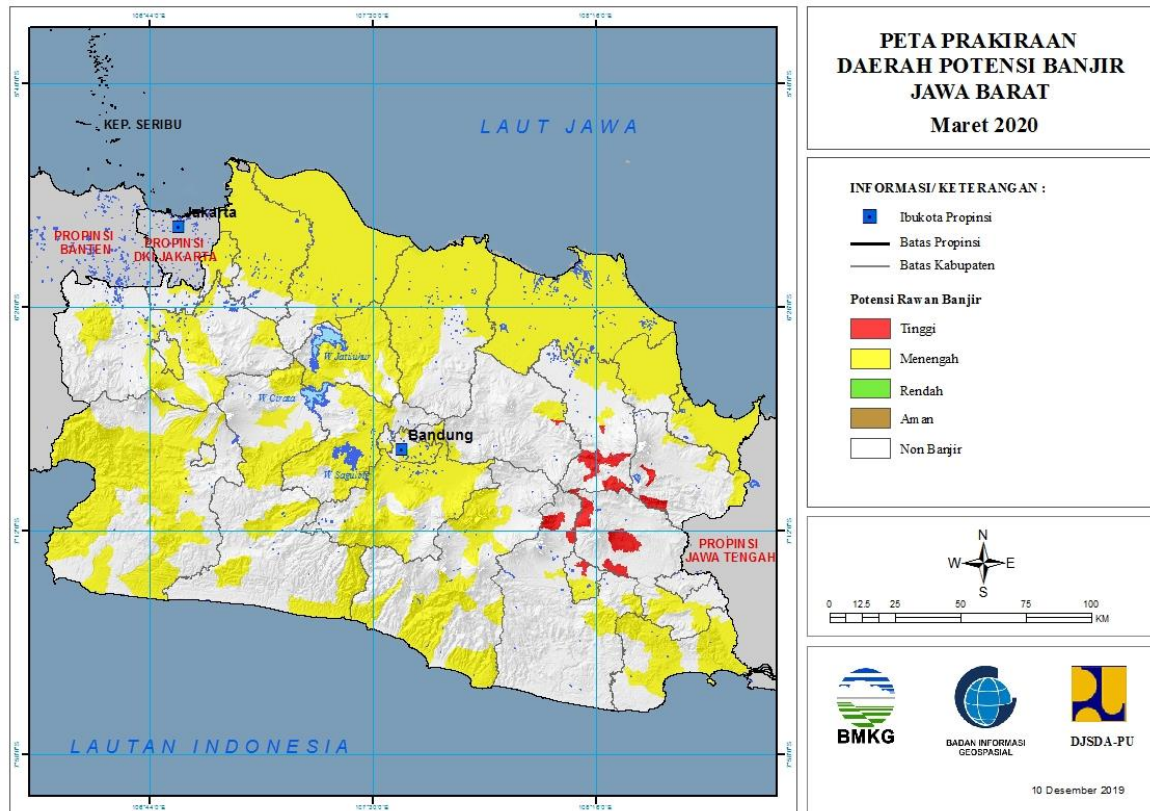 PETA PRAKIRAAN
DAERAH POTENSI BANJIR
JAWA BARAT
Maret 2020
INFORMASI/ KETERANGAN :
Ibukota Propinsi
Batas Propinsi
Batas Kabupaten
Potensi Rawan Banjir
Tinggi
Menengah
Rendah
Aman
Non Banjir
N
W
E
S
0 12.5 25 50 75 100
KM
BMKG
BADAN INFORMASI
GEOSPASIAL
DJSDA-PU
10 Desember 2019
KEP. SERIBU
LAUT JAWA
Jakarta
PROPINSI
BANTEN
PROPINSI
DKI JAKARTA
W Jatiluhur
W Cirata
Bandung
W Saguling
PROPINSI
JAWA TENGAH
LAUTAN INDONESIA